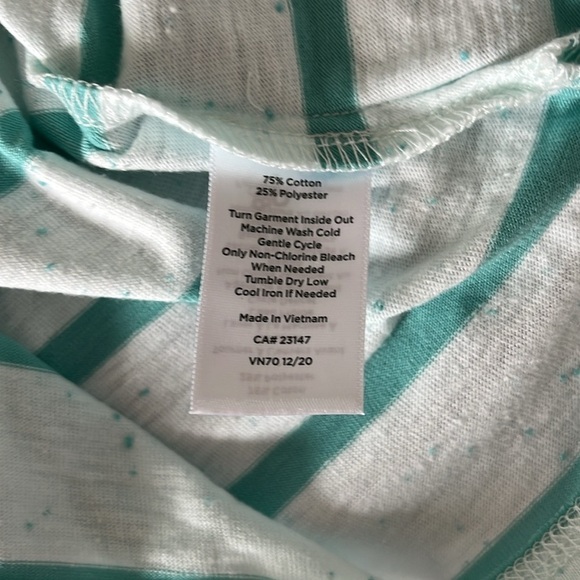 75% Cotton
25% Polyester
Turn Garment Inside Out
Machine Wash Cold
Gentle Cycle
Only Non-Chlorine Bleach
When Needed
Tumble Dry Low
Cool Iron If Needed
Made In Vietnam
CA# 23147
VN70 12/20